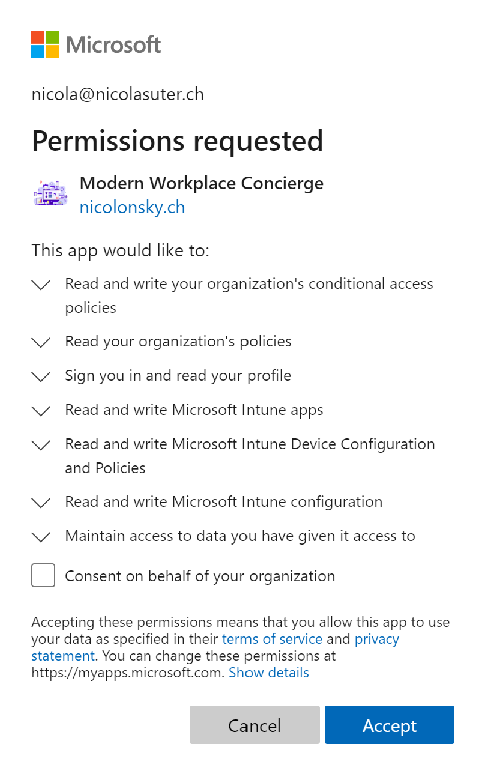 Microsoft
nicola@nicolasuter.ch
Permissions requested
Modern Workplace Concierge
nicolonsky.ch
This app would like to:
Read and write your organization's conditional access
policies
Read your organization's policies
Sign you in and read your profile
Read and write Microsoft Intune apps
Read and write Microsoft Intune Device Configuration
and Policies
Read and write Microsoft Intune configuration
Maintain access to data you have given it access to
Consent on behalf of your organization
Accepting these permissions means that you allow this app to use
your data as specified in their terms of service and privacy
statement. You can change these permissions at
https://myapps.microsoft.com. Show details
Cancel
Accept